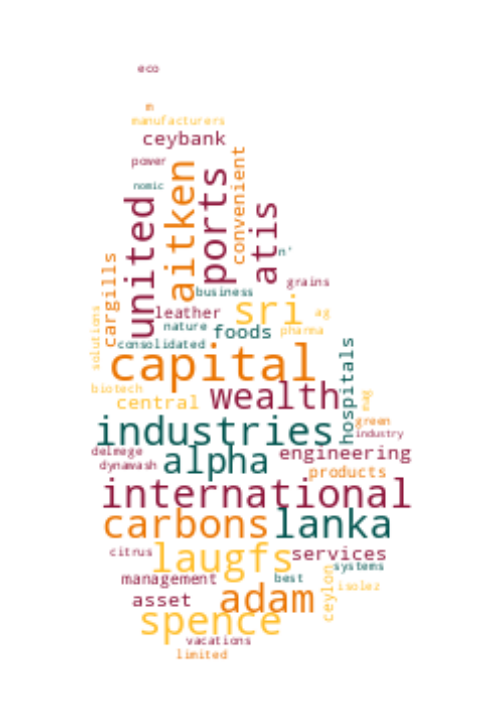 eco
m
manufacturers
ceybank
power
convenient
nomic
aitken
ports
united
atis
n'
cargills
grains
business
sri
leather
ag
solutions
nature
foods
pharma
consolidated
hospitals
capital
biotech
wealth
mag
central
industries
green
industry
delmege
alpha
engineering
dynawash
products
international
carbons
lanka
citrus
laugfs
services
systems
management
best
ceylon
isolez
asset
adam
spence
vacations
limited